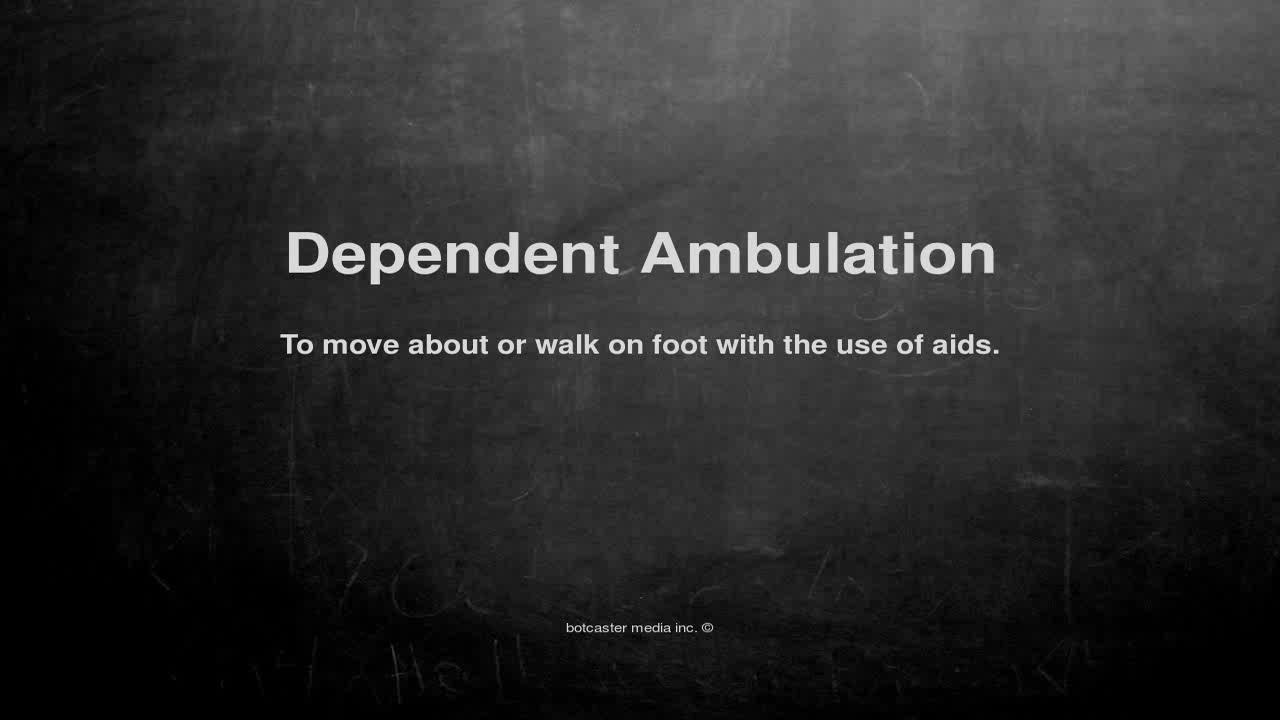 Dependent Ambulation
To move about or walk on foot with the use of aids.
botcaster media inc. ©